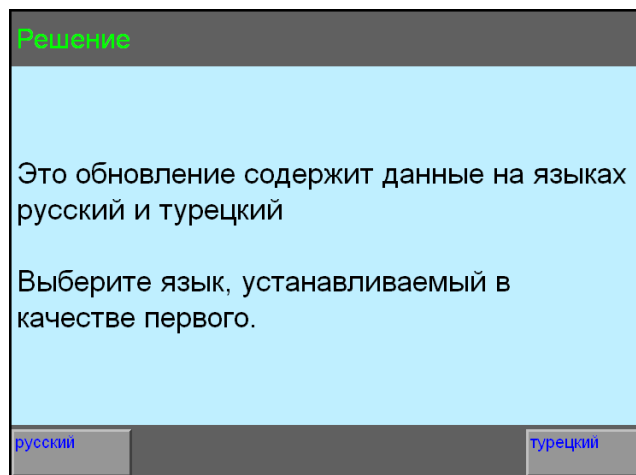 Решение
Это обновление содержит данные на языках
русский и турецкий
Выберите язык, устанавливаемый в
качестве первого.
русский
турецкий